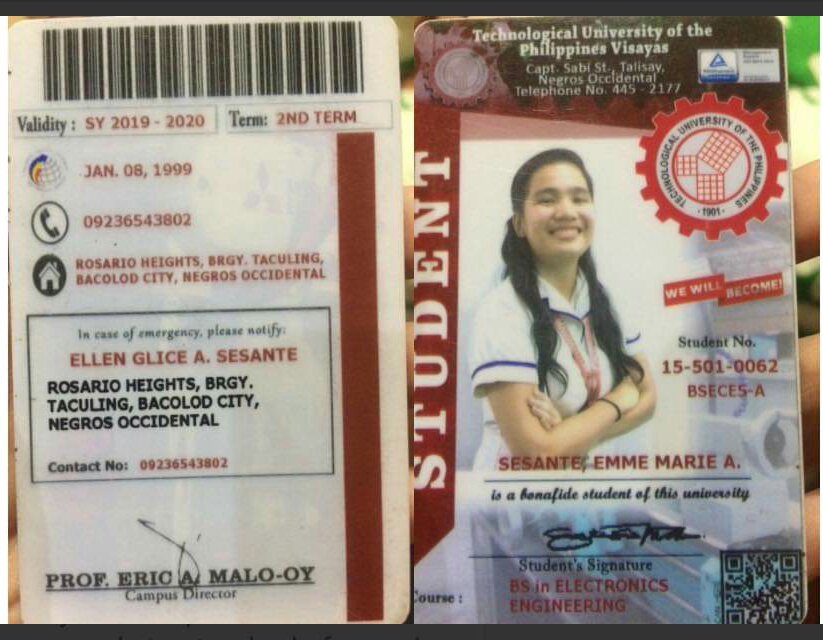 Validity : SY 2019 - 2020 Term: 2ND TERM
JAN. 08, 1999
09236543802
ROSARIO HEIGHTS, BRGY. TACULING,
BACOLOD CITY, NEGROS OCCIDENTAL
In case of emergency, please notify:
ELLEN GLICE A. SESANTE
ROSARIO HEIGHTS, BRGY.
TACULING, BACOLOD CITY,
NEGROS OCCIDENTAL
Contact No: 09236543802
PROF. ERIC A. MALO-OY
Campus Director
Technological University of the
Philippines Visayas
Capt. Sabi St., Talisay,
Negros Occidental
Telephone No. 445 - 2177
STUDENT
TECHNOLOGICAL UNIVERSITY OF THE PHILIPPINES
· 1901 ·
WE WILL BECOME!
Student No.
15-501-0062
BSECE5-A
SESANTE, EMME MARIE A.
is a bonafide student of this university
Student's Signature
Course : BS in ELECTRONICS
ENGINEERING